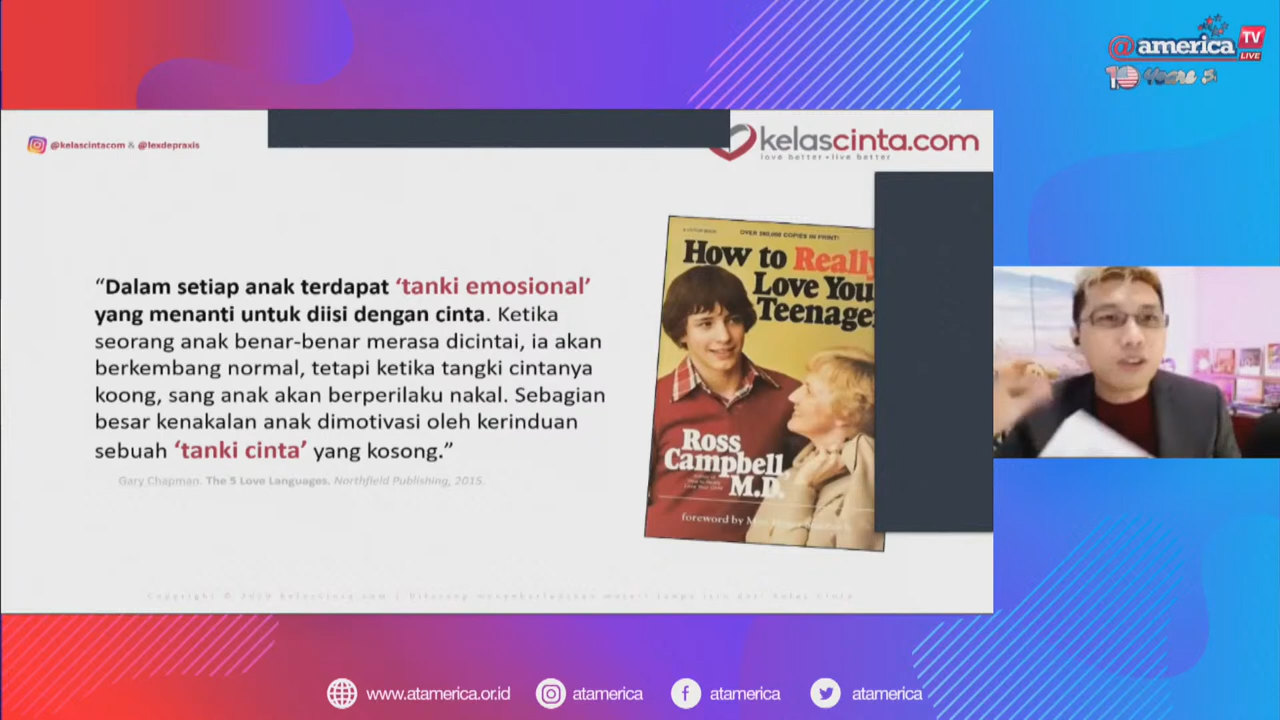 @america TV
LIVE
10 Years
@kelascintacom & @lexdepraxis
kelascinta.com
love better • live better
“Dalam setiap anak terdapat ‘tanki emosional’
yang menanti untuk diisi dengan cinta. Ketika
seorang anak benar-benar merasa dicintai, ia akan
berkembang normal, tetapi ketika tangki cintanya
koong, sang anak akan berperilaku nakal. Sebagian
besar kenakalan anak dimotivasi oleh kerinduan
sebuah ‘tanki cinta’ yang kosong.”
Gary Chapman. The 5 Love Languages. Northfield Publishing, 2015.
OVER 260,000 COPIES IN PRINT!
How to Really
Love You
Teenage
Ross
Campbell,
M.D.
foreword by
www.atamerica.or.id
atamerica
atamerica
atamerica